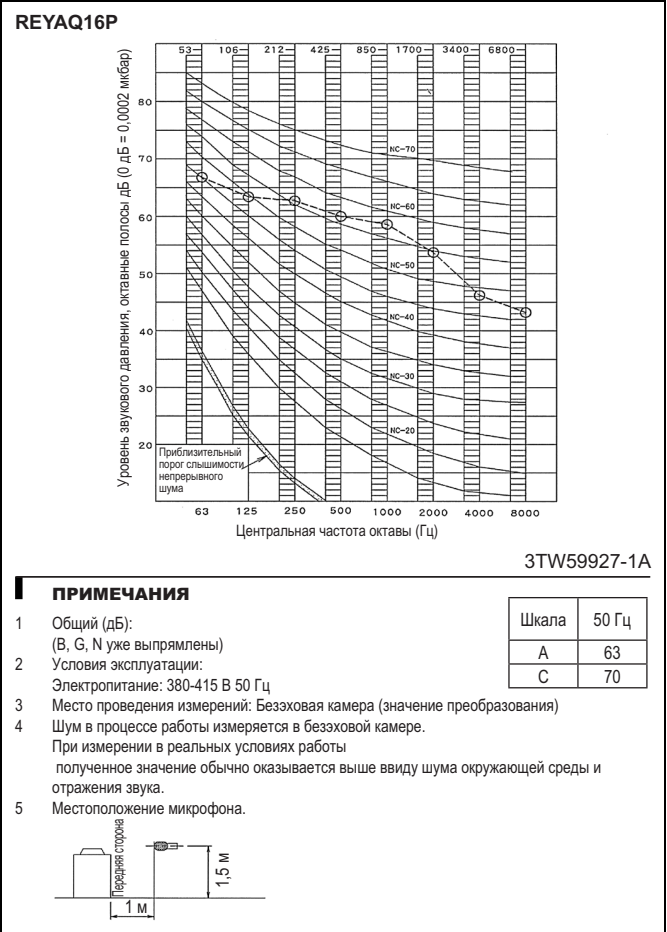 REYAQ16P
53 106 212 425 850 1700 3400 6800
Уровень звукового давления, октавные полосы дБ (0 дБ = 0,0002 мкбар)
80
70
60
50
40
30
20
NC-70
NC-60
NC-50
NC-40
NC-30
NC-20
Приблизительный
порог слышимости
непрерывного
шума
63 125 250 500 1000 2000 4000 8000
Центральная частота октавы (Гц)
3TW59927-1A
ПРИМЕЧАНИЯ
1 Общий (дБ):
(B, G, N уже выпрямлены)
Шкала 50 Гц
A 63
C 70
2 Условия эксплуатации:
Электропитание: 380-415 В 50 Гц
3 Место проведения измерений: Безэховая камера (значение преобразования)
4 Шум в процессе работы измеряется в безэховой камере.
При измерении в реальных условиях работы
полученное значение обычно оказывается выше ввиду шума окружающей среды и
отражения звука.
5 Местоположение микрофона.
Передняя сторона
1,5 м
1 м